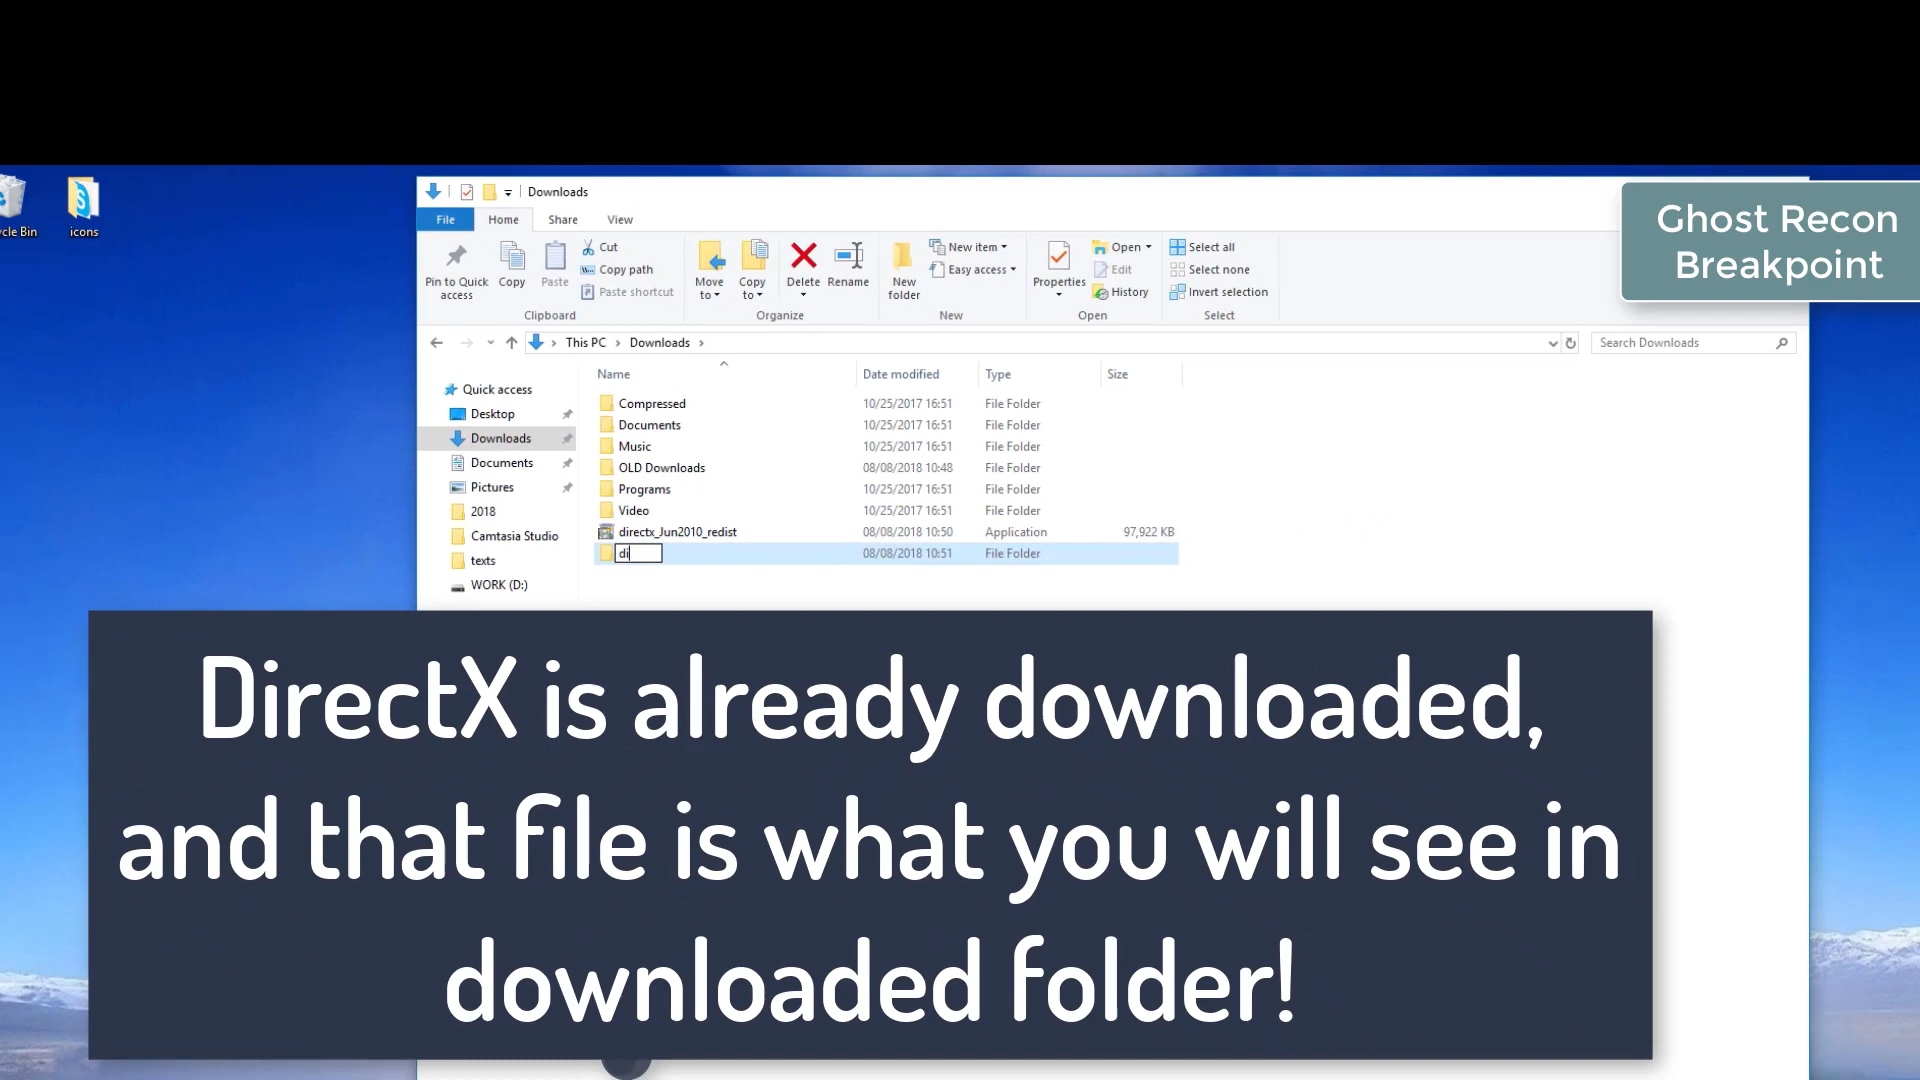 Downloads
File Home Share View
Cut
Copy path
Paste shortcut
Pin to Quick access
Copy
Paste
Clipboard
Move to
Copy to
Delete
Rename
Organize
New folder
New item
Easy access
New
Properties
Open
Edit
History
Open
Select all
Select none
Invert selection
Select
Ghost Recon
Breakpoint
cle Bin
icons
This PC > Downloads >
Search Downloads
Name Date modified Type Size
Quick access
Desktop
Downloads
Documents
Pictures
2018
Camtasia Studio
texts
WORK (D:)
Compressed 10/25/2017 16:51 File Folder
Documents 10/25/2017 16:51 File Folder
Music 10/25/2017 16:51 File Folder
OLD Downloads 08/08/2018 10:48 File Folder
Programs 10/25/2017 16:51 File Folder
Video 10/25/2017 16:51 File Folder
directx_Jun2010_redist 08/08/2018 10:50 Application 97,922 KB
di 08/08/2018 10:51 File Folder
DirectX is already downloaded,
and that file is what you will see in
downloaded folder!